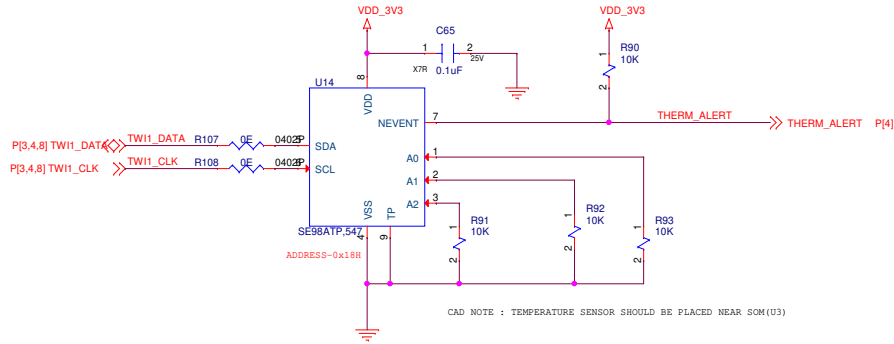 VDD_3V3
VDD_3V3
C65
1
2
X7R
0.1uF
25V
R90
10K
1
2
U14
8
VDD
NEVENT
7
THERM_ALERT
THERM_ALERT P[4]
P[3,4,8] TWI1_DATA
TWI1_DATA
R107
0E
0402
SDA
P[3,4,8] TWI1_CLK
TWI1_CLK
R108
0E
0402
SCL
A0
1
A1
2
A2
3
VSS
TP
SE98ATP,547
4
9
ADDRESS-0x18H
R91
10K
1
2
R92
10K
1
2
R93
10K
1
2
CAD NOTE : TEMPERATURE SENSOR SHOULD BE PLACED NEAR SOM(U3)